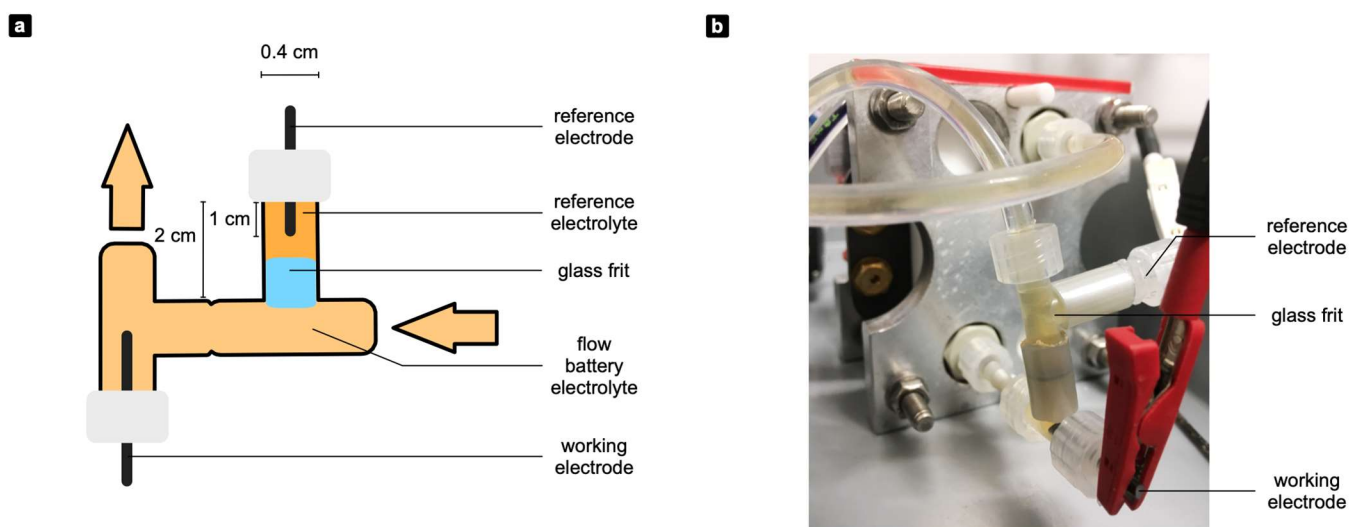 a
0.4 cm
reference
electrode
1 cm
2 cm
reference
electrolyte
glass frit
flow
battery
electrolyte
working
electrode
b
reference
electrode
glass frit
working
electrode